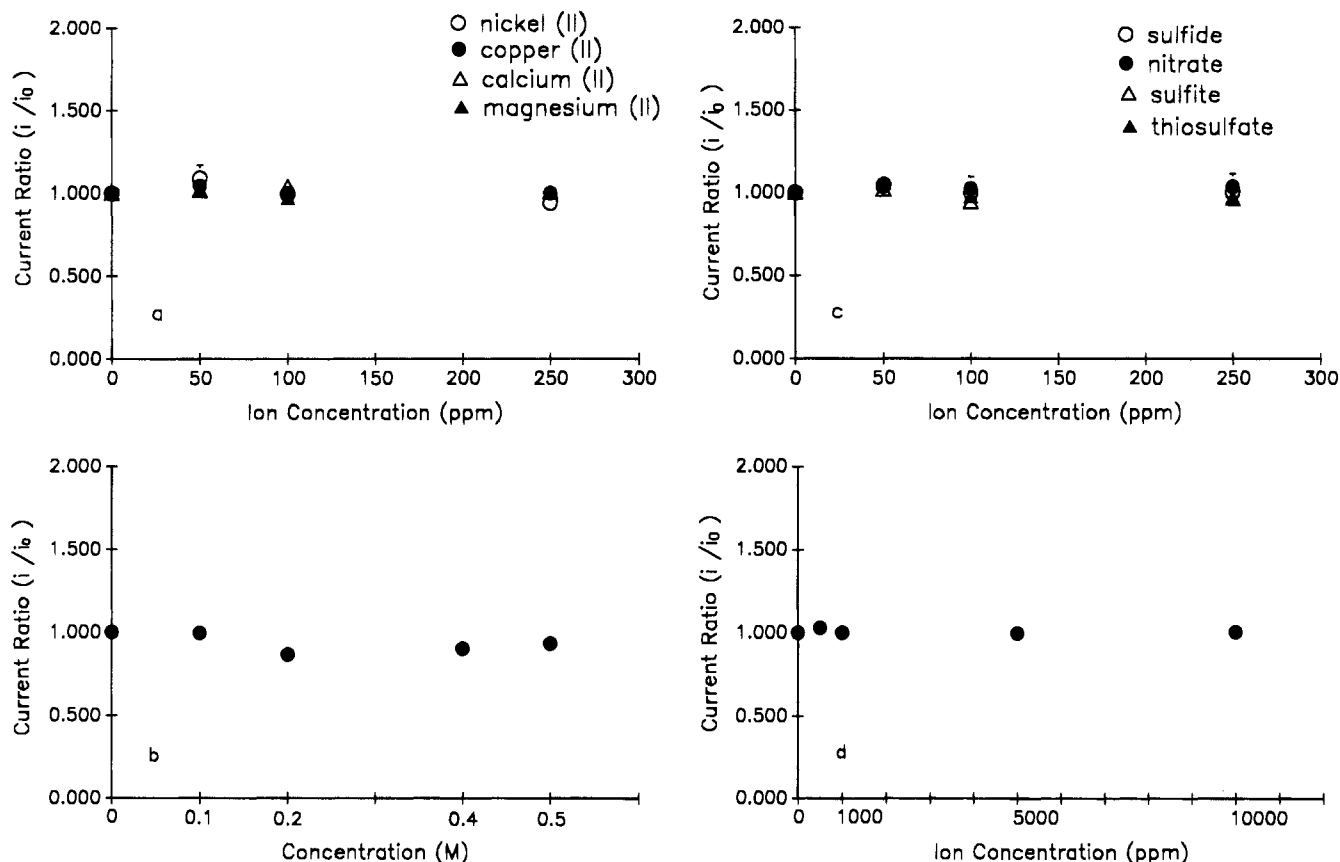 2.000
1.500
1.000
0.500
0.000
Current Ratio (i /i₀)
nickel (II)
copper (II)
calcium (II)
magnesium (II)
a
0 50 100 150 200 250 300
Ion Concentration (ppm)
2.000
1.500
1.000
0.500
0.000
Current Ratio (i /i₀)
sulfide
nitrate
sulfite
thiosulfate
c
0 50 100 150 200 250 300
Ion Concentration (ppm)
2.000
1.500
1.000
0.500
0.000
Current Ratio (i /i₀)
b
0 0.1 0.2 0.4 0.5
Concentration (M)
2.000
1.500
1.000
0.500
0.000
Current Ratio (i /i₀)
d
0 1000 5000 10000
Ion Concentration (ppm)